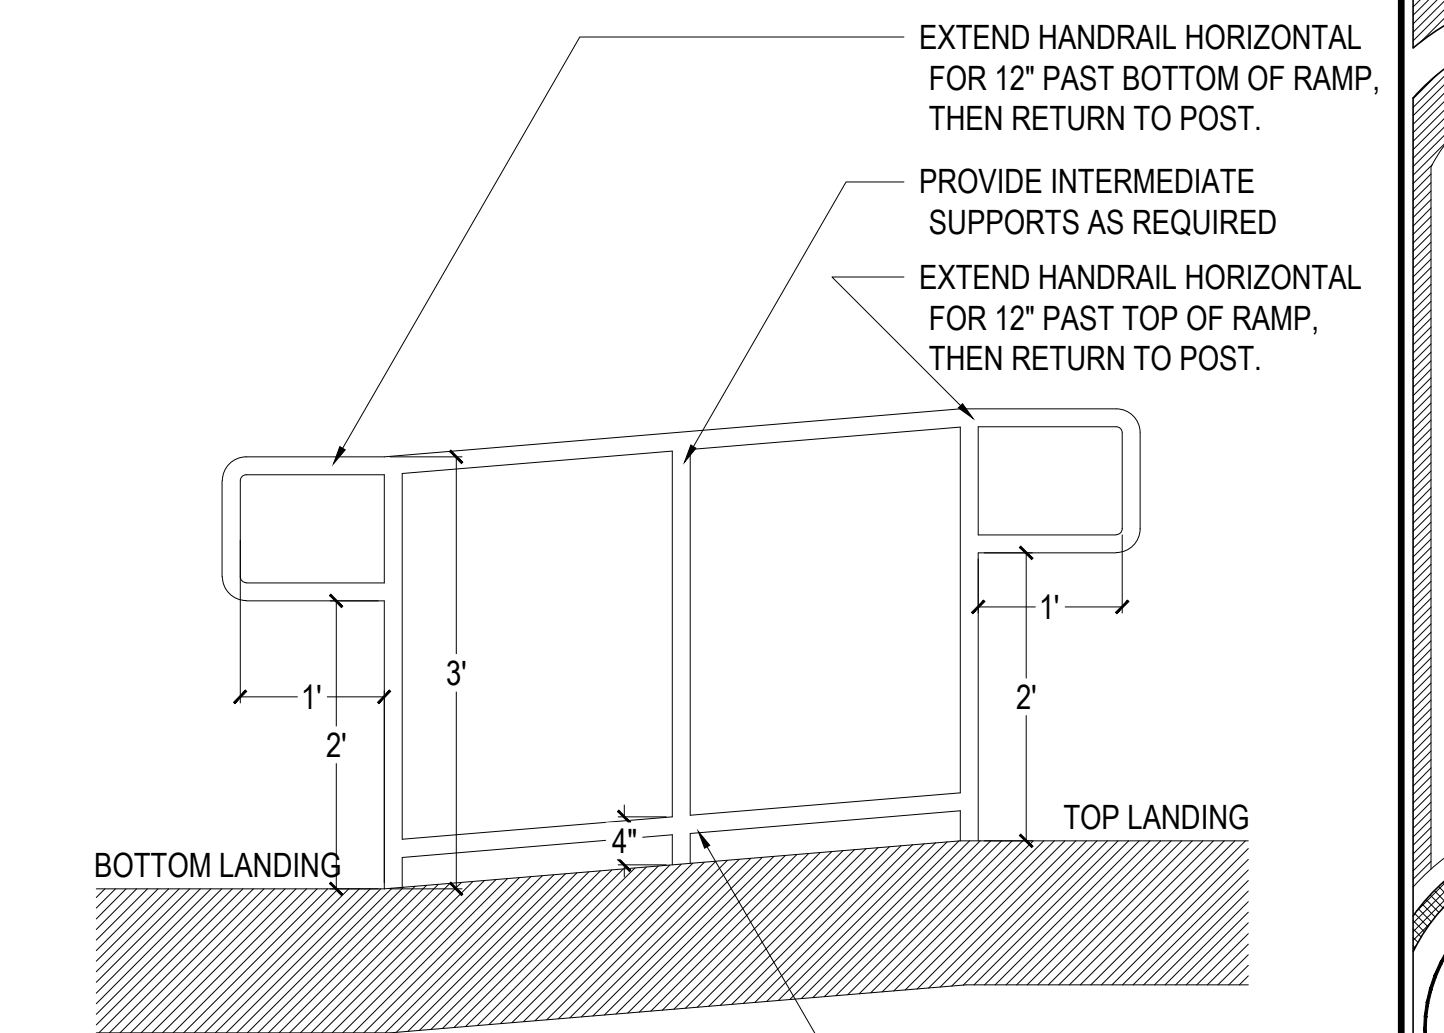 EXTEND HANDRAIL HORIZONTAL
FOR 12" PAST BOTTOM OF RAMP,
THEN RETURN TO POST.
PROVIDE INTERMEDIATE
SUPPORTS AS REQUIRED
EXTEND HANDRAIL HORIZONTAL
FOR 12" PAST TOP OF RAMP,
THEN RETURN TO POST.
1'
3'
1'
2'
2'
4"
TOP LANDING
BOTTOM LANDING